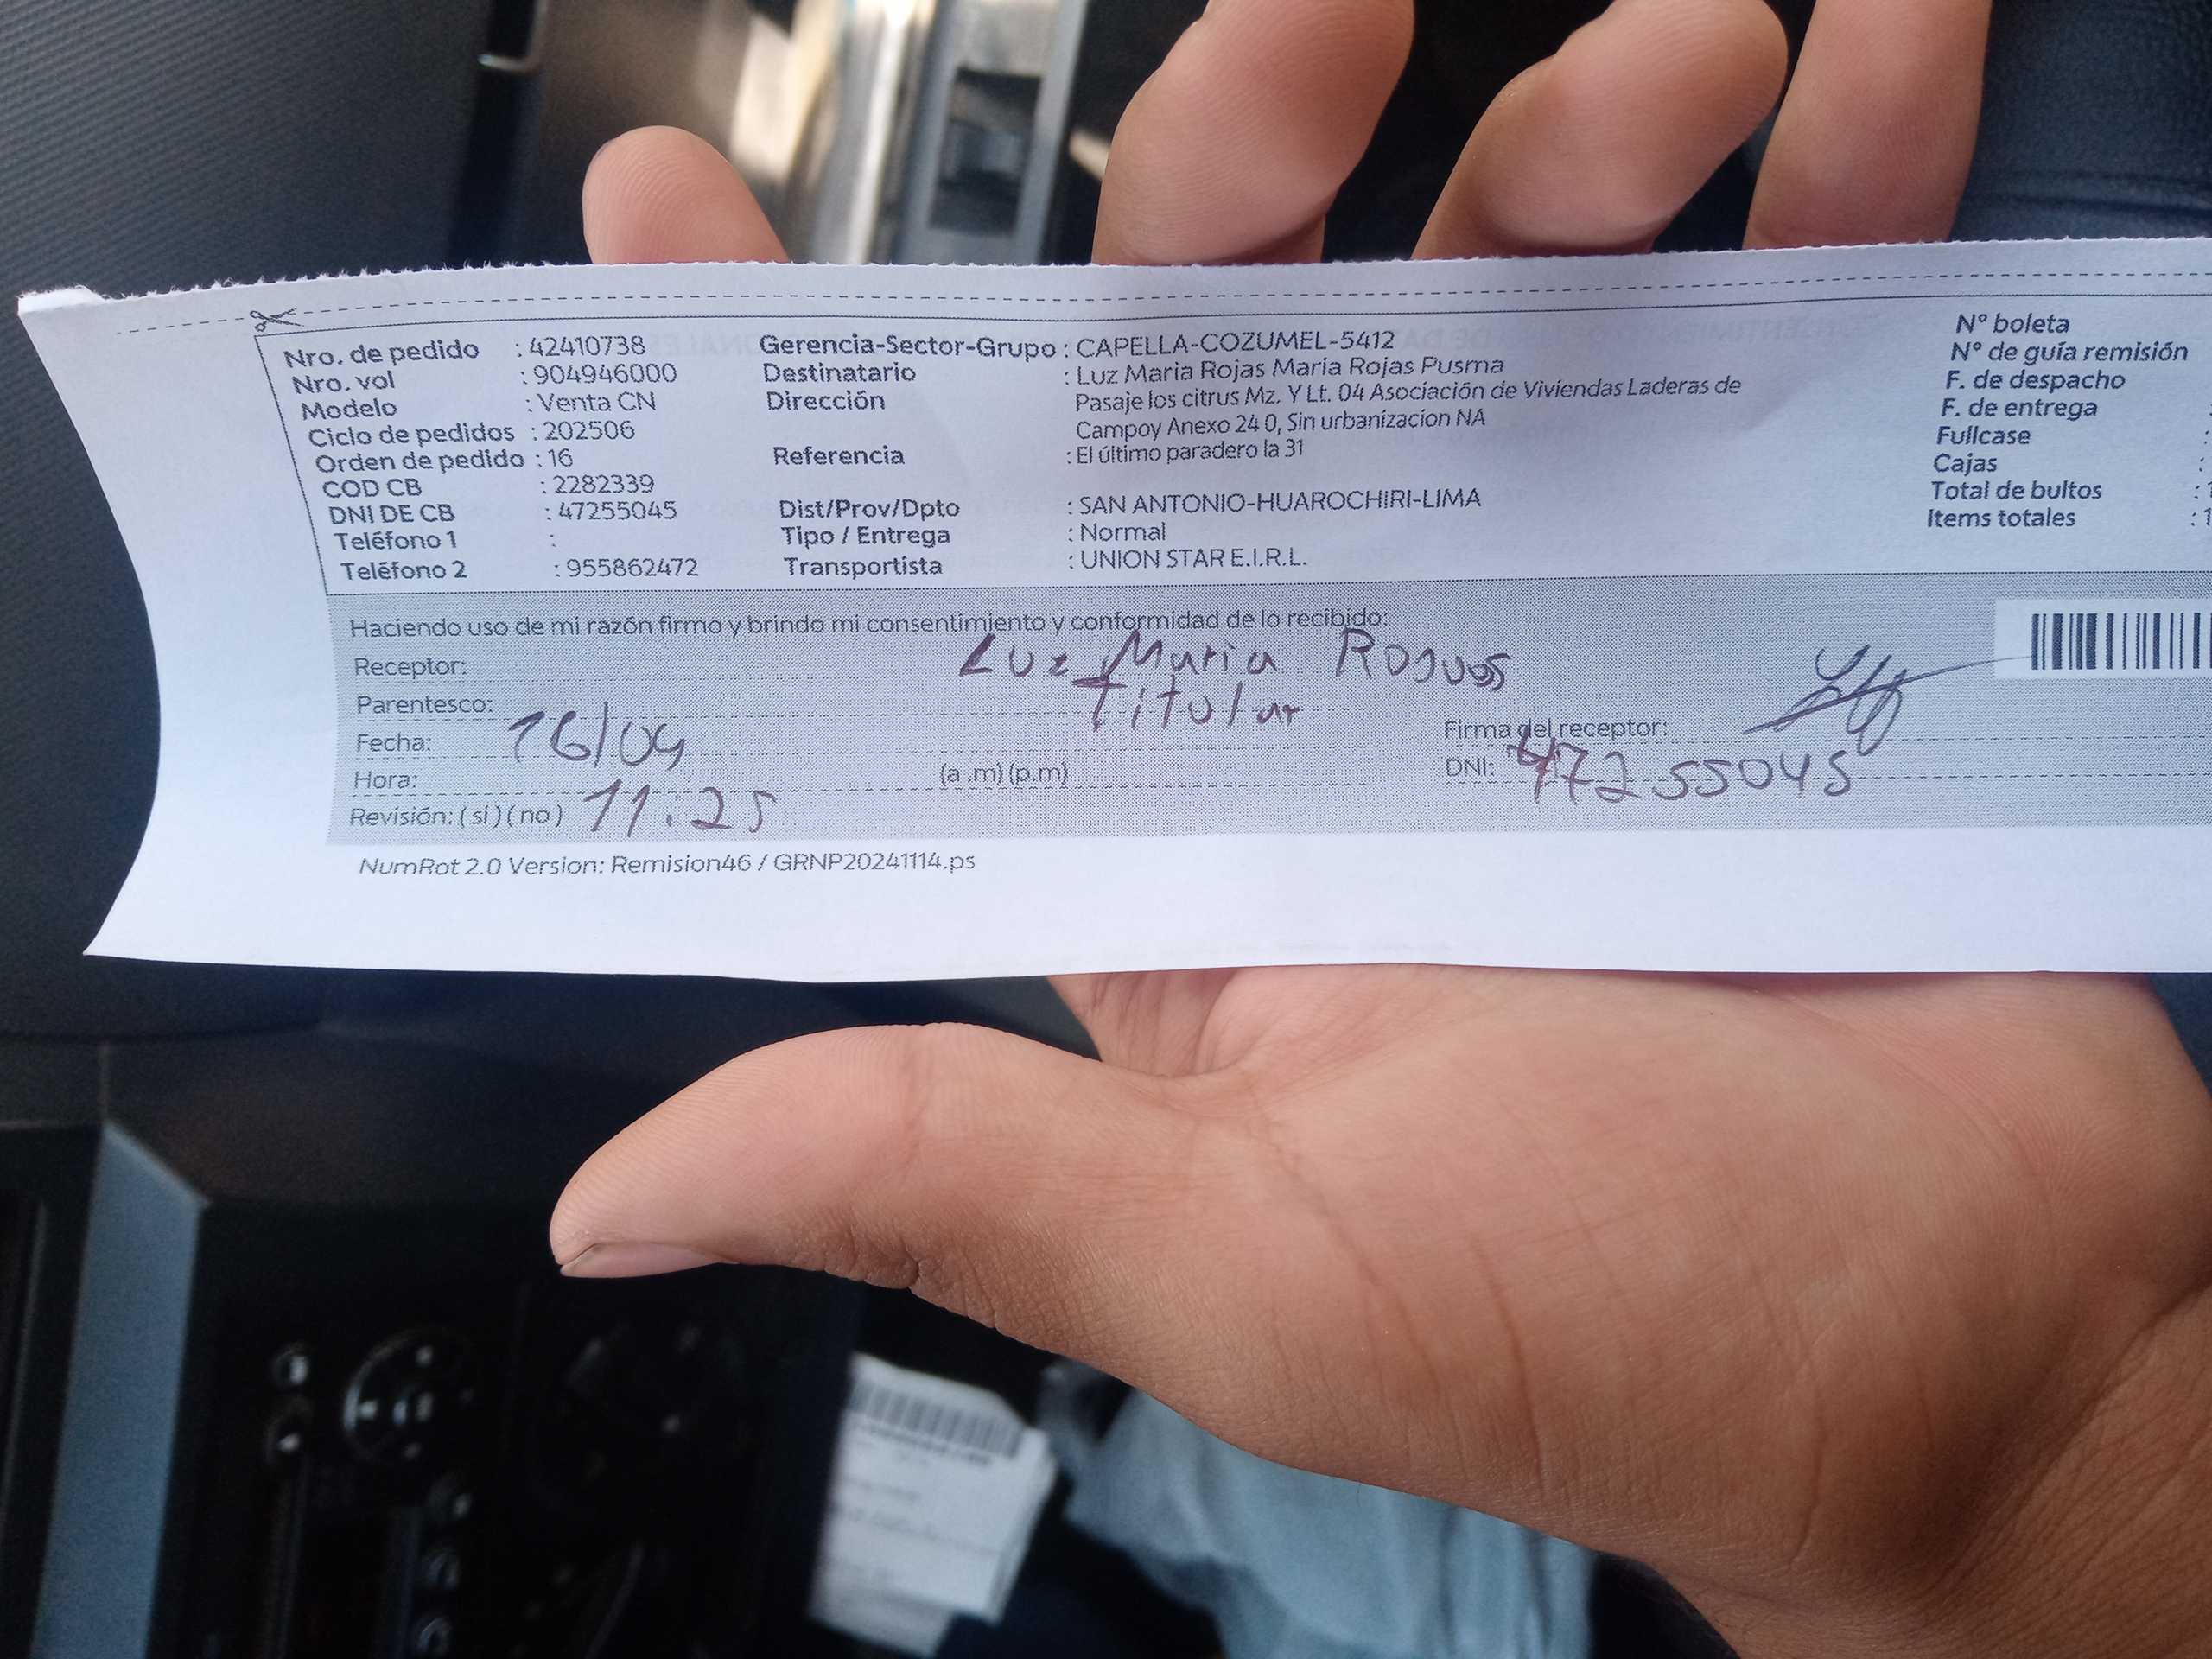 Nro. de pedido : 42410738
Nro. vol : 904946000
Modelo : Venta CN
Ciclo de pedidos : 202506
Orden de pedido : 16
COD CB : 2282339
DNI DE CB : 47255045
Teléfono 1 :
Teléfono 2 : 955862472
Gerencia-Sector-Grupo : CAPELLA-COZUMEL-5412
Destinatario : Luz Maria Rojas Maria Rojas Pusma
Dirección Pasaje los citrus Mz. Y Lt. 04 Asociación de Viviendas Laderas de
Campoy Anexo 24 0, Sin urbanizacion NA
Referencia : El último paradero la 31
Dist/Prov/Dpto : SAN ANTONIO-HUAROCHIRI-LIMA
Tipo / Entrega : Normal
Transportista : UNION STAR E.I.R.L.
N° boleta
N° de guía remisión
F. de despacho
F. de entrega
Fullcase :
Cajas :
Total de bultos : 1
Items totales : 1
Haciendo uso de mi razón firmo y brindo mi consentimiento y conformidad de lo recibido:
Receptor: Luz Maria
Parentesco: titular
Fecha: 16/04
Hora: (a .m) (p.m)
Revisión: ( si ) ( no ) 11:25
Firma del receptor:
DNI: 47255045
NumRot 2.0 Version: Remision46 / GRNP20241114.ps